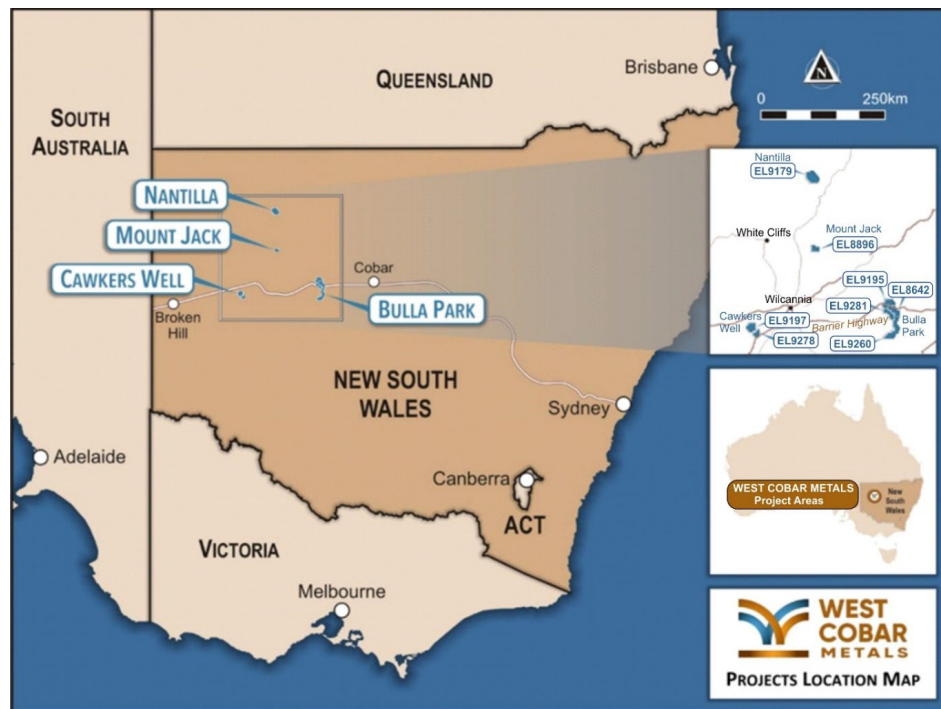 QUEENSLAND
Brisbane
N
0
250km
SOUTH
AUSTRALIA
NANTILLA
MOUNT JACK
CAWKERS WELL
Cobar
Broken
Hill
BULLA PARK
NEW SOUTH
WALES
Sydney
Adelaide
Canberra
ACT
VICTORIA
Melbourne
Nantilla
EL9179
White Cliffs
Mount Jack
EL8896
Wilcannia
EL9195
EL8642
EL9281
Cawkers
Well
EL9197
Barrier Highway
Bulla
Park
EL9278
EL9260
WEST COBAR METALS
Project Areas
New
South
Wales
WEST
COBAR
METALS
PROJECTS LOCATION MAP